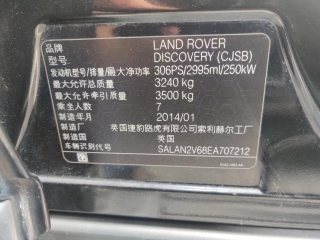 品牌 LAND ROVER
型号 DISCOVERY (CJSB)
发动机型号/排量/最大净功率 306PS/2995ml/250kW
最大允许总质量 3240 kg
最大允许牵引质量 3500 kg
乘坐人数 7
制造年月 2014/01
制造工厂 英国捷豹路虎有限公司索利赫尔工厂
制造国 英国
车辆识别代号 SALAN2V68EA707212